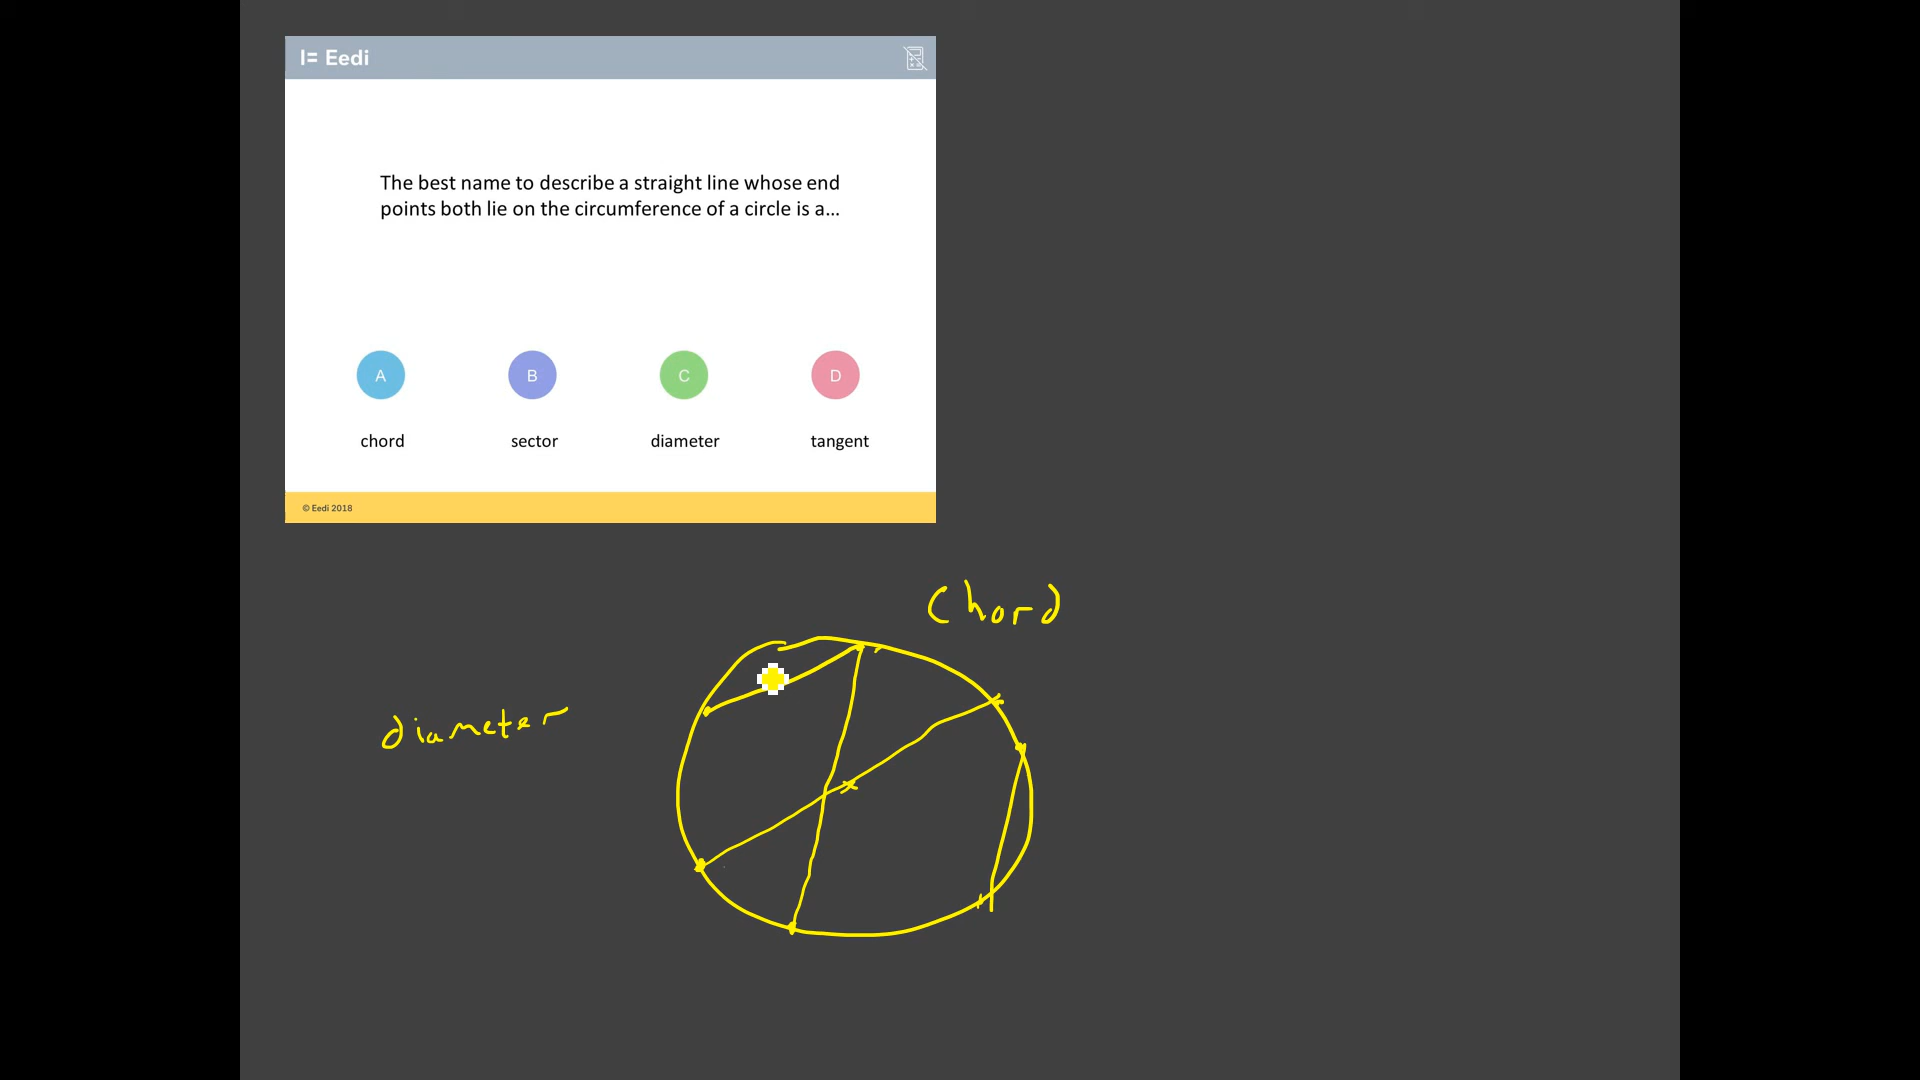 Eedi
The best name to describe a straight line whose end
points both lie on the circumference of a circle is a...
A B C D
chord sector diameter tangent
© Eedi 2018
chord
diameter